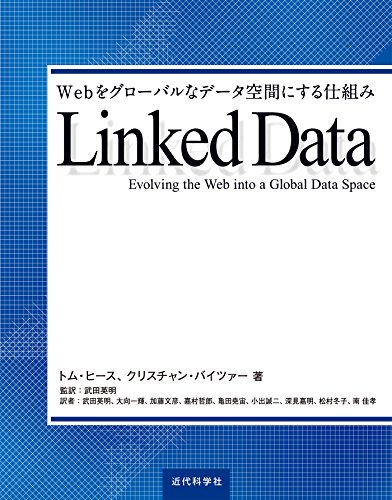 Webをグローバルなデータ空間にする仕組み
Linked Data
Evolving the Web into a Global Data Space
トム・ヒース、クリスチャン・バイツァー 著
監訳:武田英明
訳者:武田英明、大向一輝、加藤文彦、嘉村哲郎、亀田尭宙、小出誠二、深見嘉明、松村冬子、南 佳孝
近代科学社